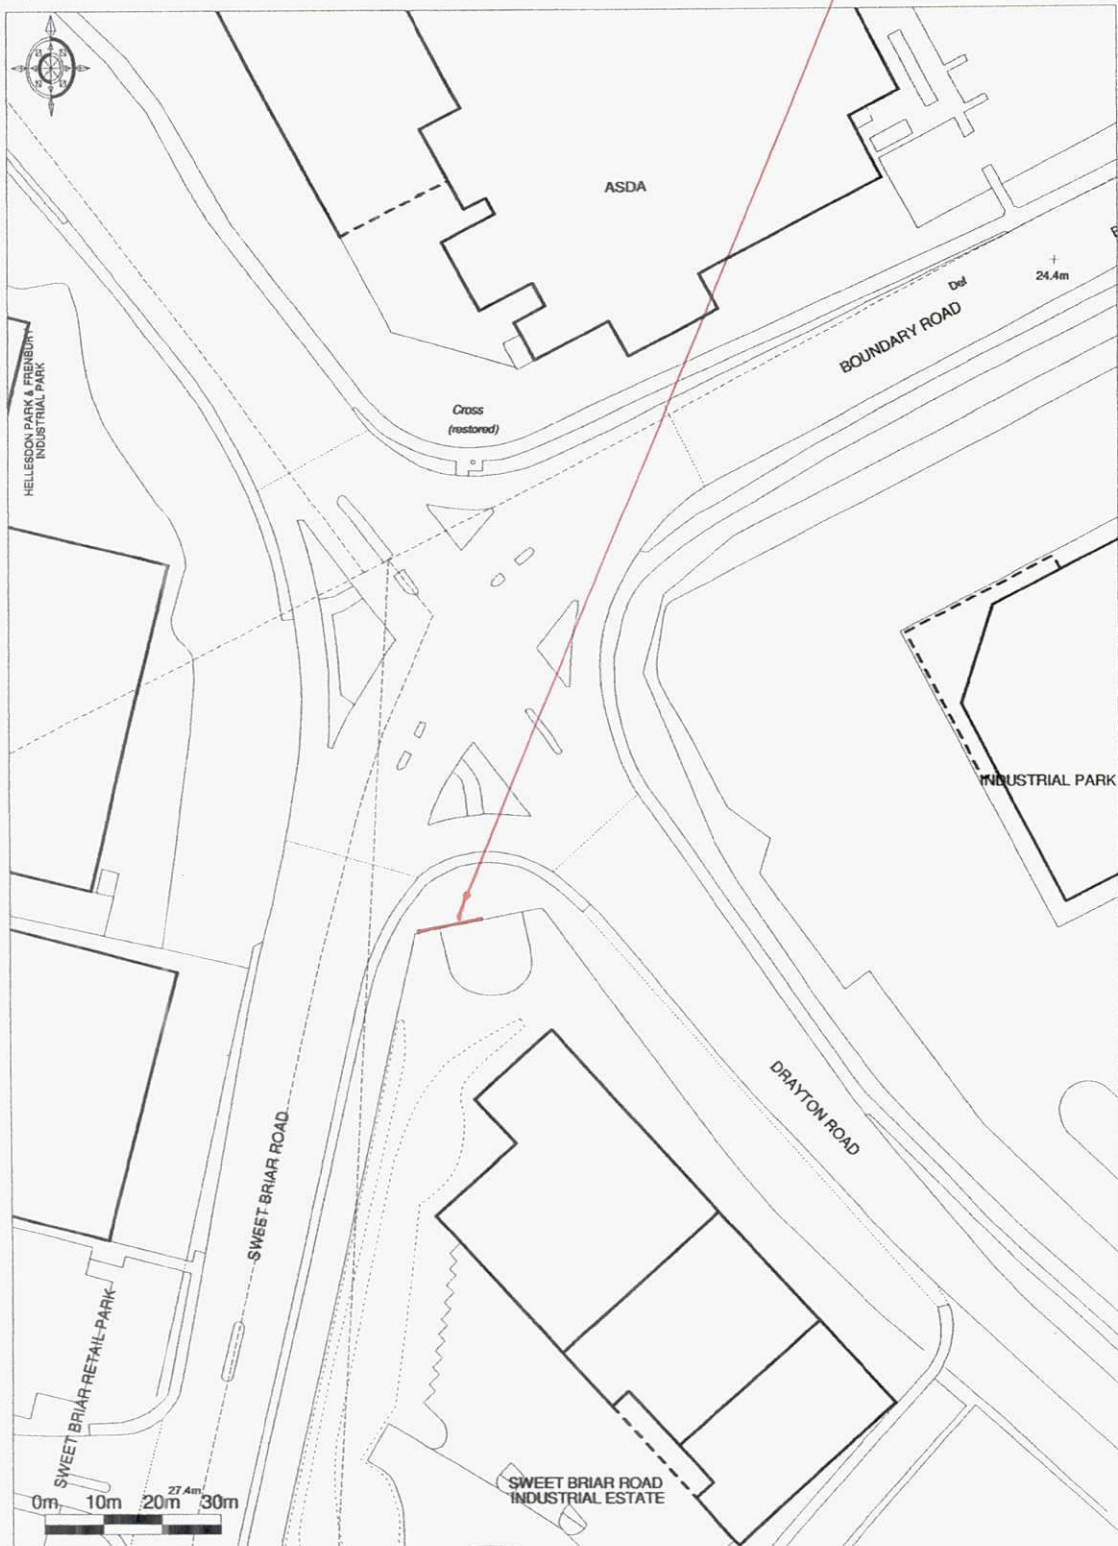 ASDA
24.4m
Def
BOUNDARY ROAD
Cross
(restored)
HELLESDON PARK & FRENBURY
INDUSTRIAL PARK
INDUSTRIAL PARK
DRAYTON ROAD
SWEET BRIAR ROAD
SWEET BRIAR RETAIL PARK
27.4m
0m 10m 20m 30m
SWEET BRIAR ROAD
INDUSTRIAL ESTATE